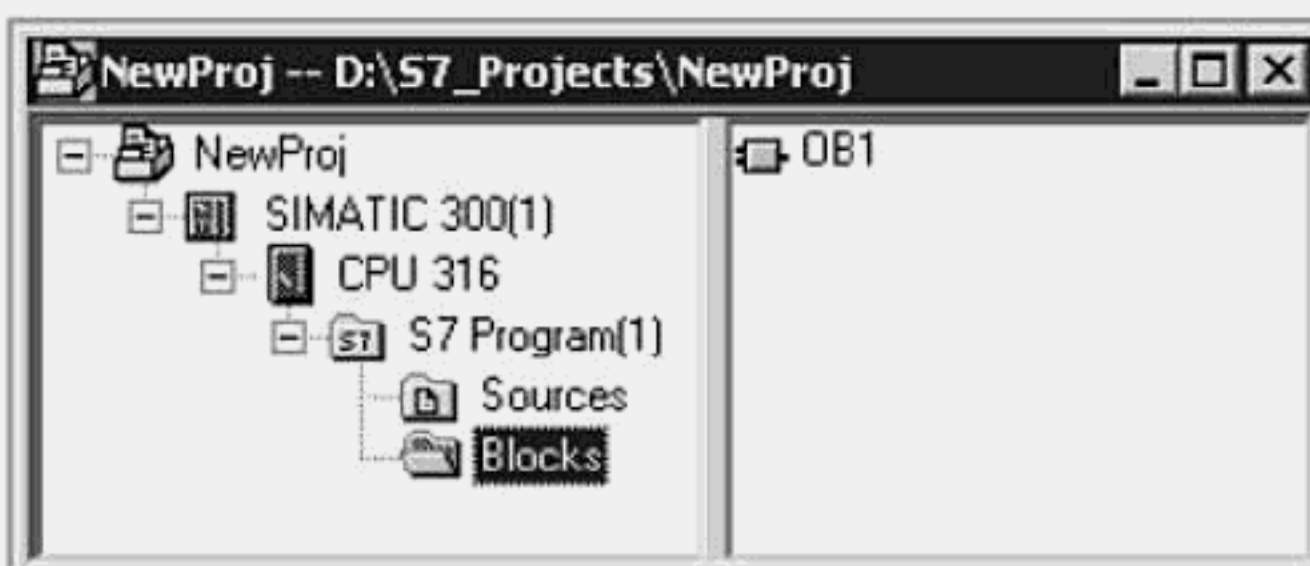 NewProj -- D:\S7_Projects\NewProj
NewProj
SIMATIC 300(1)
CPU 316
S7 Program(1)
Sources
Blocks
OB1